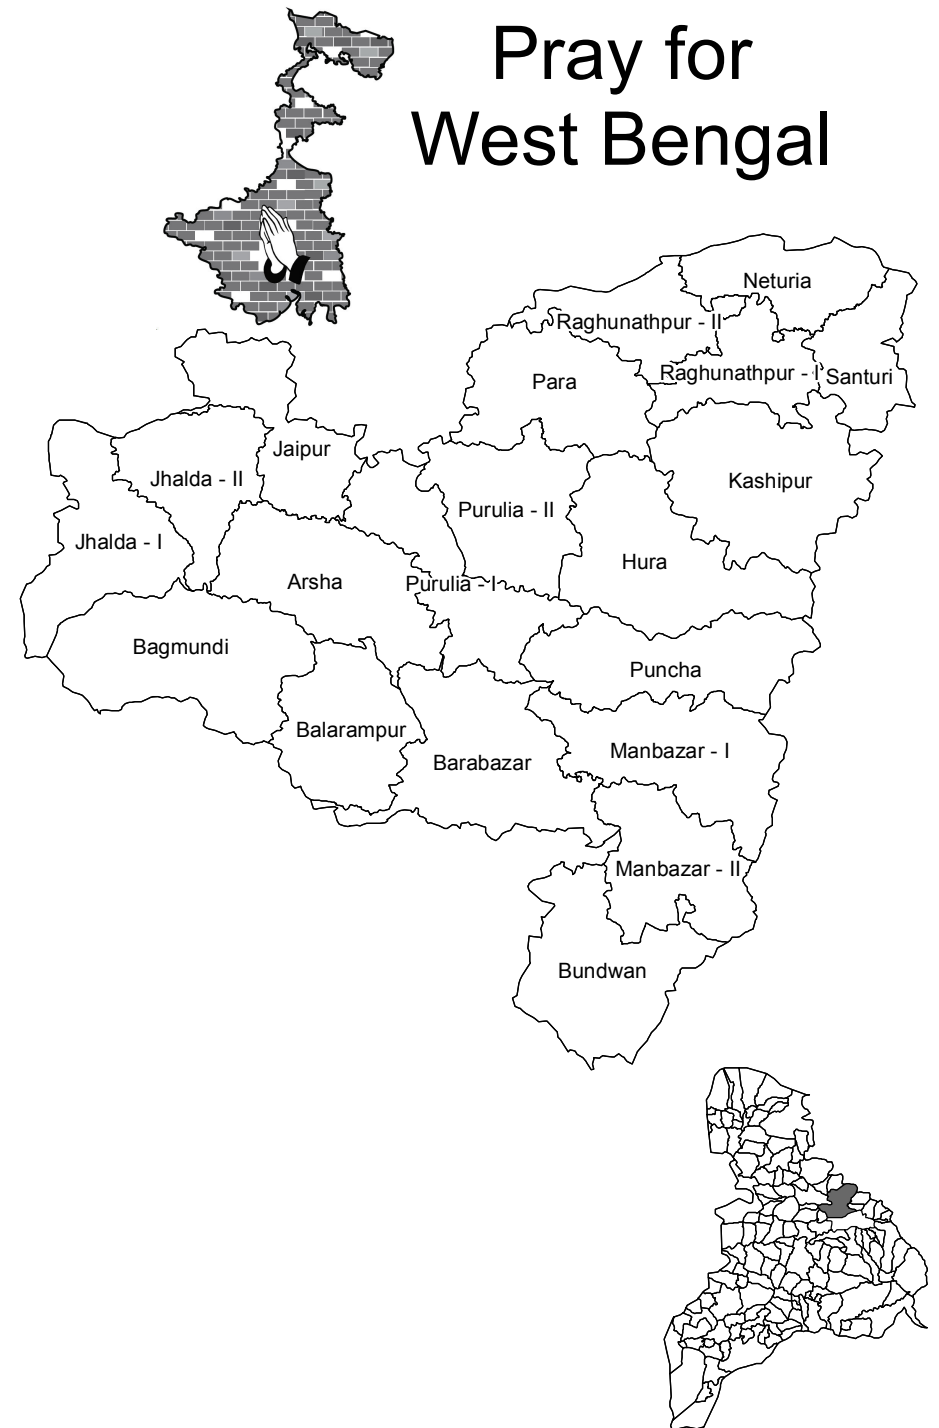 Pray for
West Bengal
Neturia
Raghunathpur - II
Raghunathpur - I
Santuri
Para
Jaipur
Kashipur
Jhalda - II
Purulia - II
Jhalda - I
Hura
Arsha
Purulia - I
Bagmundi
Puncha
Balarampur
Manbazar - I
Barabazar
Manbazar - II
Bundwan